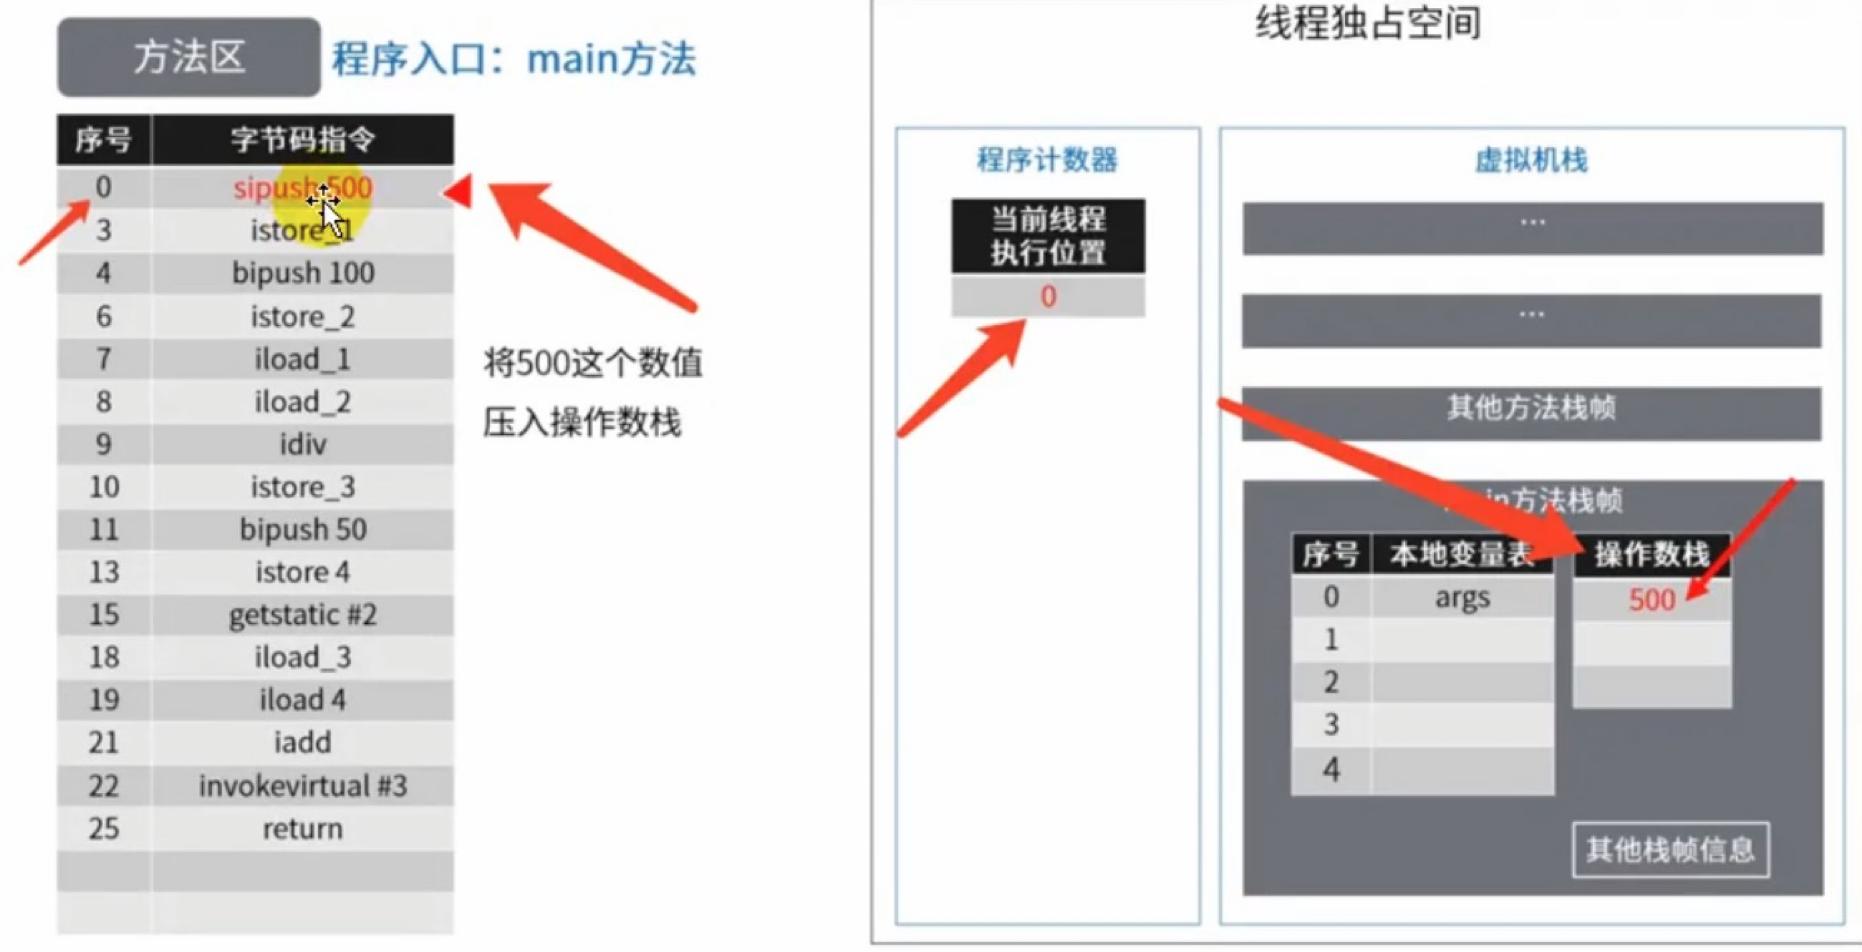 方法区
程序入口：main方法
序号 字节码指令
0 sipush 500
3 istore_1
4 bipush 100
6 istore_2
7 iload_1
8 iload_2
9 idiv
10 istore_3
11 bipush 50
13 istore 4
15 getstatic #2
18 iload_3
19 iload 4
21 iadd
22 invokevirtual #3
25 return
将500这个数值
压入操作数栈
线程独占空间
程序计数器
当前线程
执行位置
0
虚拟机栈
...
...
其他方法栈帧
in方法栈帧
序号 本地变量表 操作数栈
0 args 500
1
2
3
4
其他栈帧信息